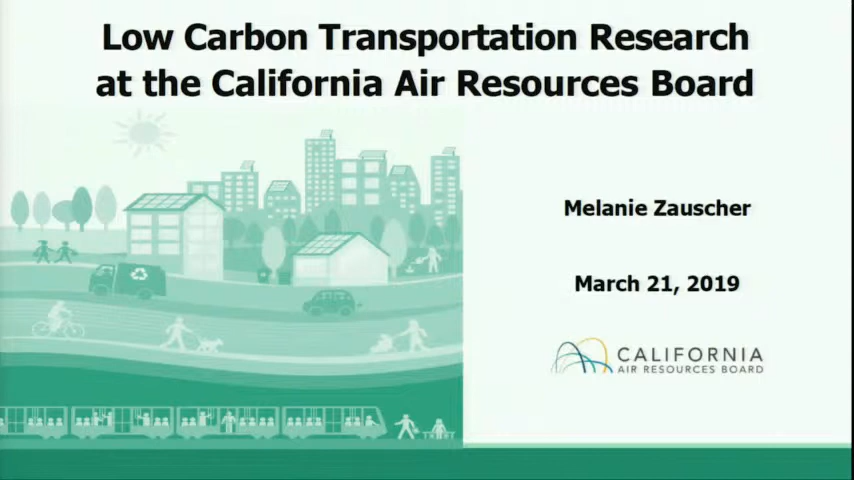 Low Carbon Transportation Research
at the California Air Resources Board
Melanie Zauscher
March 21, 2019
CALIFORNIA
AIR RESOURCES BOARD